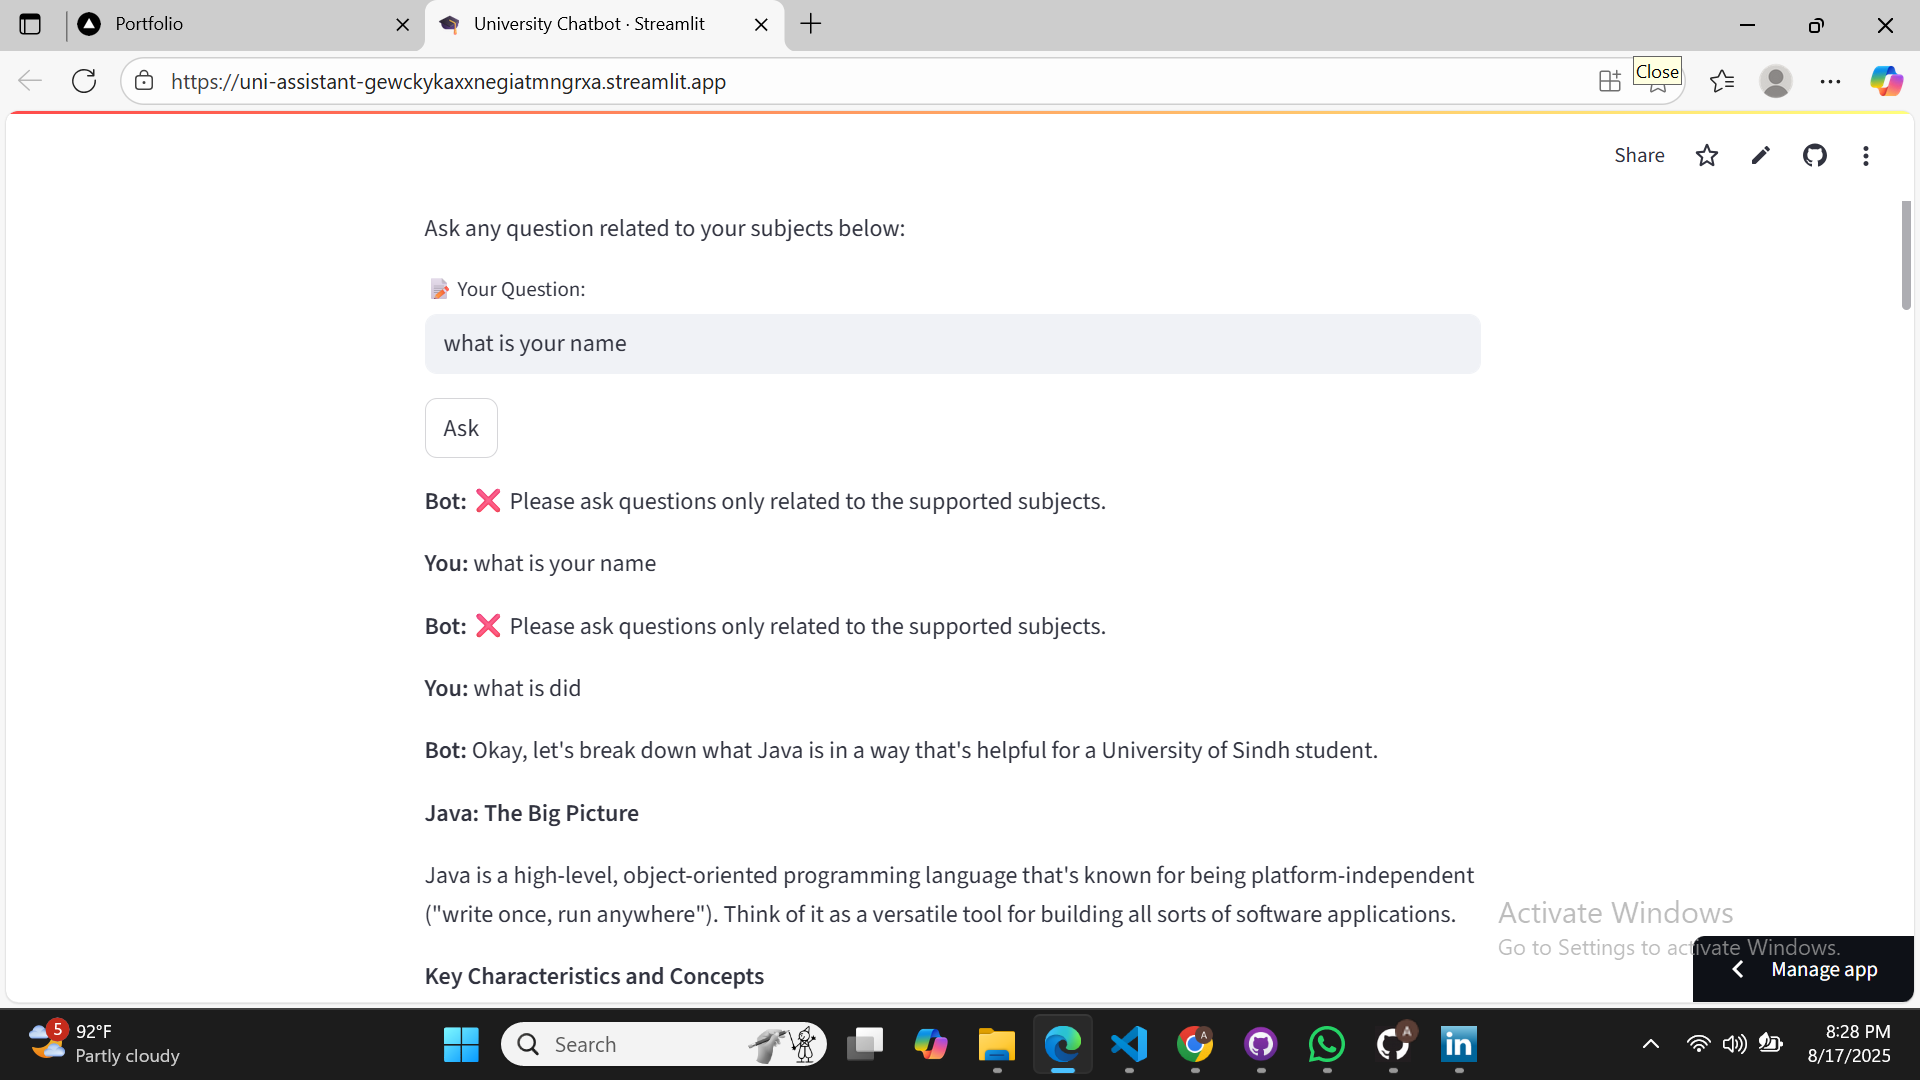 Portfolio
University Chatbot · Streamlit
https://uni-assistant-gewckykaxxnegiatmngrxa.streamlit.app
Close
Share
Ask any question related to your subjects below:
Your Question:
what is your name
Ask
Bot: ❌ Please ask questions only related to the supported subjects.
You: what is your name
Bot: ❌ Please ask questions only related to the supported subjects.
You: what is did
Bot: Okay, let's break down what Java is in a way that's helpful for a University of Sindh student.
Java: The Big Picture
Java is a high-level, object-oriented programming language that's known for being platform-independent
("write once, run anywhere"). Think of it as a versatile tool for building all sorts of software applications.
Key Characteristics and Concepts
Activate Windows
Go to Settings to activate Windows.
Manage app
5
92°F
Partly cloudy
Search
A
A
in
8:28 PM
8/17/2025